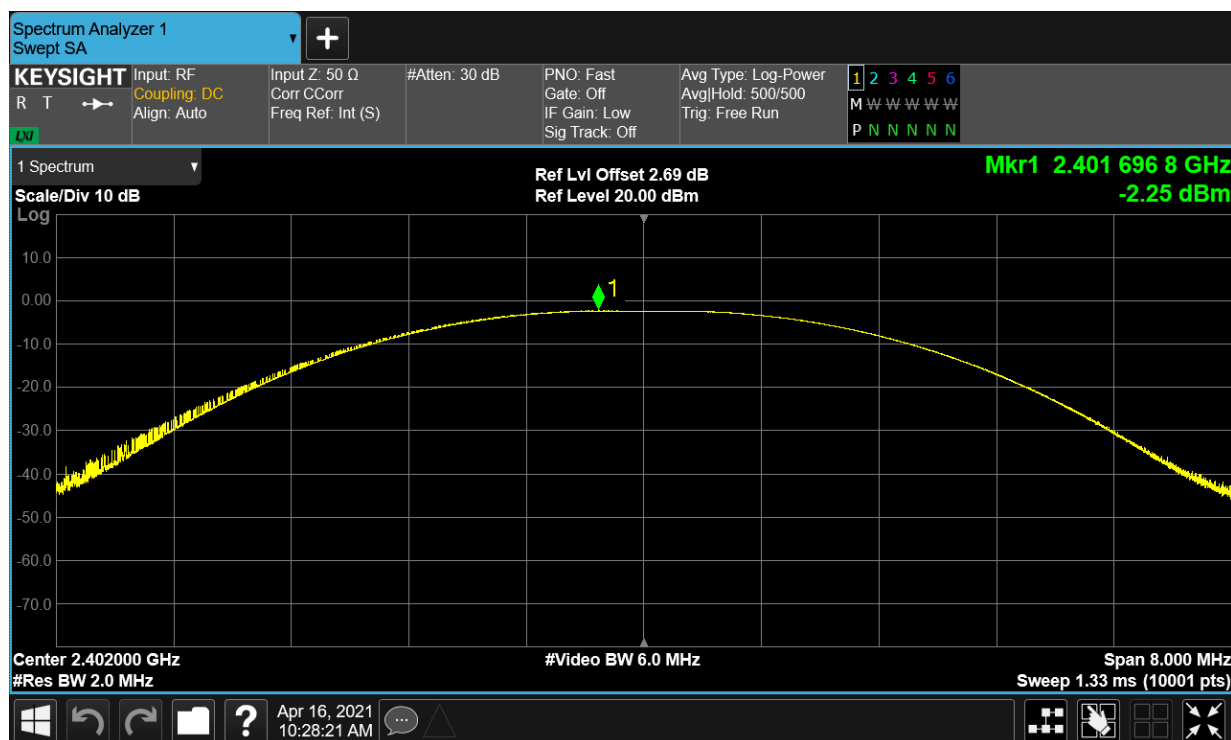 Spectrum Analyzer 1
Swept SA
KEYSIGHT
R T
LXI
Input: RF
Coupling: DC
Align: Auto
Input Z: 50 Ω
Corr CCorr
Freq Ref: Int (S)
#Atten: 30 dB
PNO: Fast
Gate: Off
IF Gain: Low
Sig Track: Off
Avg Type: Log-Power
Avg|Hold: 500/500
Trig: Free Run
1 2 3 4 5 6
M W W W W W
P N N N N N
1 Spectrum
Scale/Div 10 dB
Ref Lvl Offset 2.69 dB
Ref Level 20.00 dBm
Mkr1 2.401 696 8 GHz
-2.25 dBm
Log
10.0
0.00
-10.0
-20.0
-30.0
-40.0
-50.0
-60.0
-70.0
1
Center 2.402000 GHz
#Res BW 2.0 MHz
#Video BW 6.0 MHz
Span 8.000 MHz
Sweep 1.33 ms (10001 pts)
?
Apr 16, 2021
10:28:21 AM